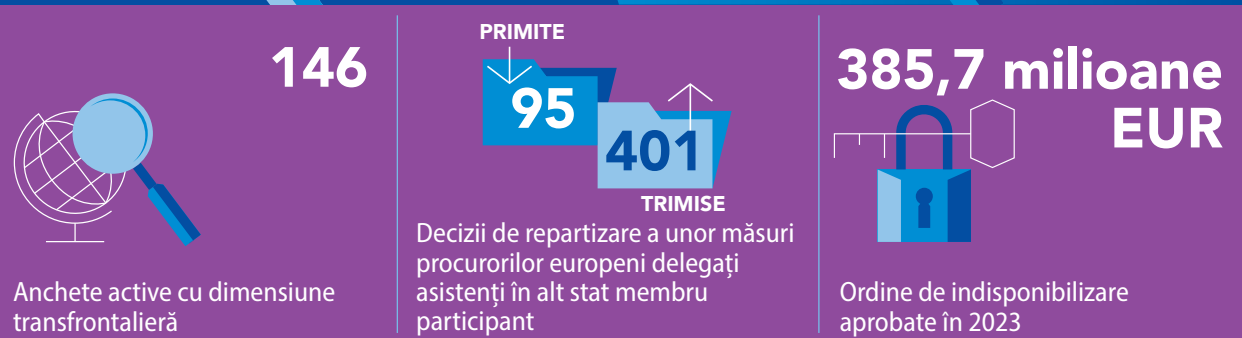 146
Anchete active cu dimensiune
transfrontalieră
PRIMITE
95
401
TRIMISE
Decizii de repartizare a unor măsuri
procurorilor europeni delegați
asistenți în alt stat membru
participant
385,7 milioane
EUR
Ordine de indisponibilizare
aprobate în 2023